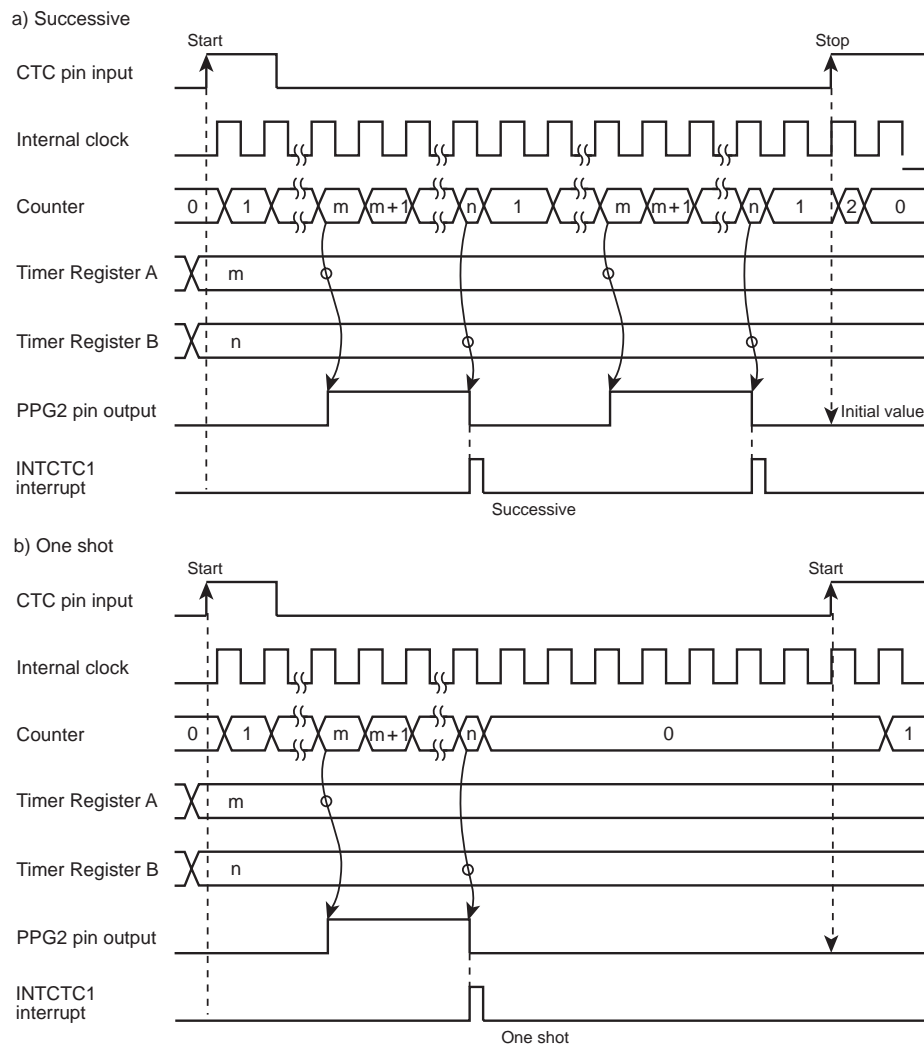 a) Successive
Start
Stop
CTC pin input
Internal clock
Counter
0 1 m m+1 n 1 m m+1 n 1 2 0
Timer Register A
m
Timer Register B
n
PPG2 pin output
Initial value
INTCTC1
interrupt
Successive
b) One shot
Start
Start
CTC pin input
Internal clock
Counter
0 1 m m+1 n 0 1
Timer Register A
m
Timer Register B
n
PPG2 pin output
INTCTC1
interrupt
One shot